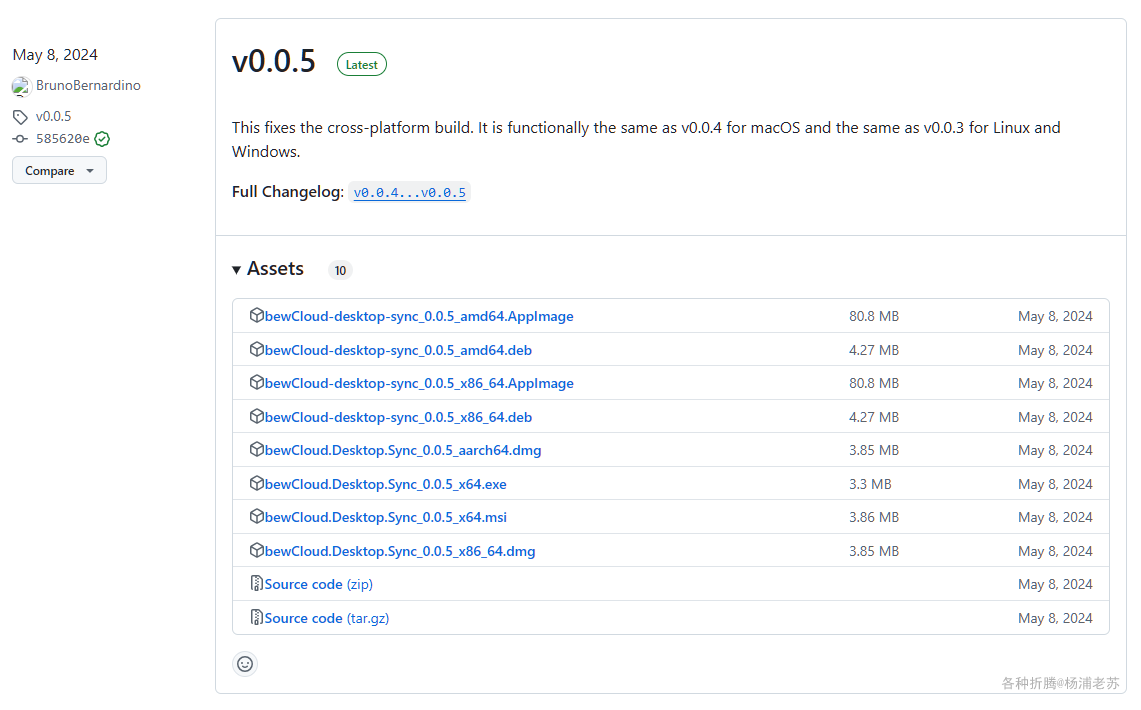 May 8, 2024
BrunoBernardino
v0.0.5
585620e
Compare
v0.0.5 Latest
This fixes the cross-platform build. It is functionally the same as v0.0.4 for macOS and the same as v0.0.3 for Linux and
Windows.
Full Changelog: v0.0.4...v0.0.5
Assets 10
bewCloud-desktop-sync_0.0.5_amd64.AppImage 80.8 MB May 8, 2024
bewCloud-desktop-sync_0.0.5_amd64.deb 4.27 MB May 8, 2024
bewCloud-desktop-sync_0.0.5_x86_64.AppImage 80.8 MB May 8, 2024
bewCloud-desktop-sync_0.0.5_x86_64.deb 4.27 MB May 8, 2024
bewCloud.Desktop.Sync_0.0.5_aarch64.dmg 3.85 MB May 8, 2024
bewCloud.Desktop.Sync_0.0.5_x64.exe 3.3 MB May 8, 2024
bewCloud.Desktop.Sync_0.0.5_x64.msi 3.86 MB May 8, 2024
bewCloud.Desktop.Sync_0.0.5_x86_64.dmg 3.85 MB May 8, 2024
Source code (zip) May 8, 2024
Source code (tar.gz) May 8, 2024
各种折腾@杨浦老苏